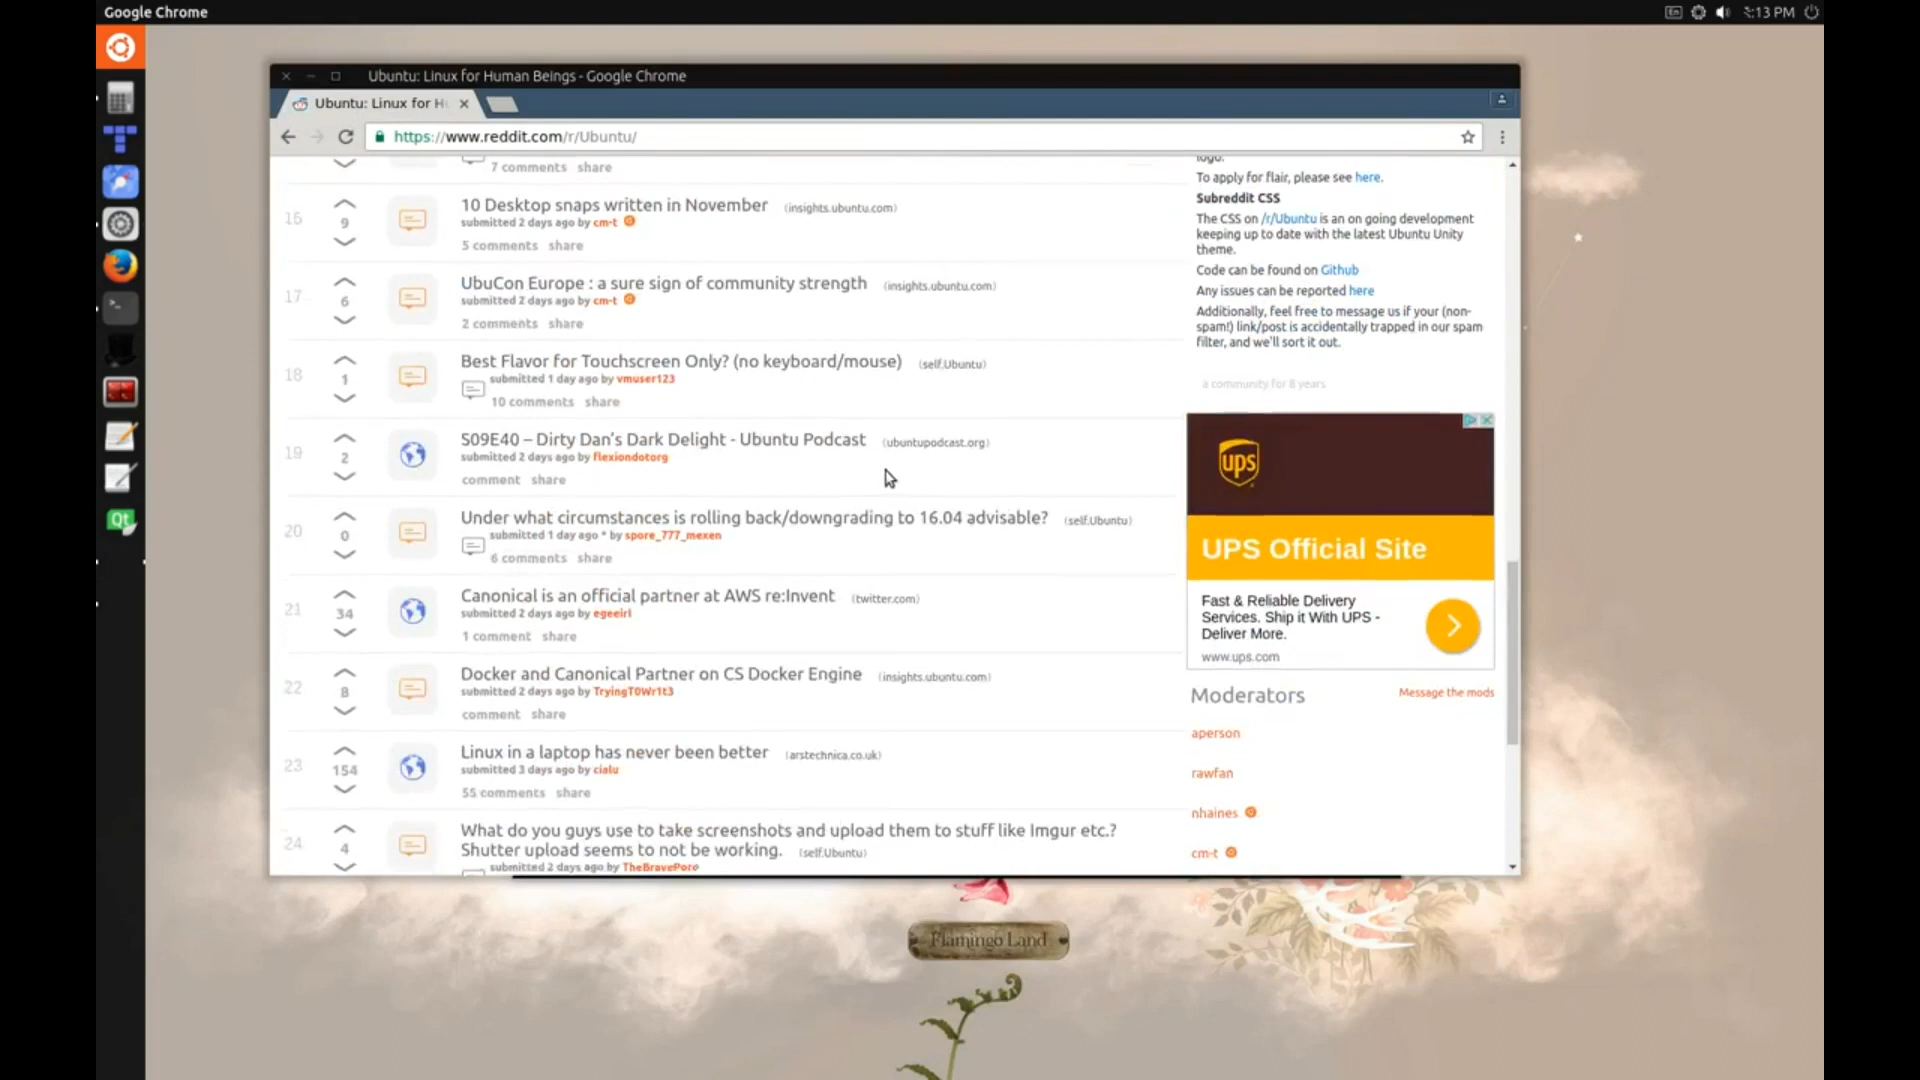 Google Chrome
En
:13 PM
Ubuntu: Linux for Human Beings - Google Chrome
Ubuntu: Linux for H
https://www.reddit.com/r/Ubuntu/
7 comments share
16
9
10 Desktop snaps written in November (insights.ubuntu.com)
submitted 2 days ago by cm-t
5 comments share
17
6
UbuCon Europe : a sure sign of community strength (insights.ubuntu.com)
submitted 2 days ago by cm-t
2 comments share
18
1
Best Flavor for Touchscreen Only? (no keyboard/mouse) (self.Ubuntu)
submitted 1 day ago by vmuser123
10 comments share
19
2
S09E40 – Dirty Dan's Dark Delight - Ubuntu Podcast (ubuntupodcast.org)
submitted 2 days ago by flexiondotorg
comment share
20
0
Under what circumstances is rolling back/downgrading to 16.04 advisable? (self.Ubuntu)
submitted 1 day ago * by spore_777_mexen
6 comments share
21
34
Canonical is an official partner at AWS re:Invent (twitter.com)
submitted 2 days ago by egeeirl
1 comment share
22
8
Docker and Canonical Partner on CS Docker Engine (insights.ubuntu.com)
submitted 2 days ago by TryingT0Wr1t3
comment share
23
154
Linux in a laptop has never been better (arstechnica.co.uk)
submitted 3 days ago by cialu
55 comments share
24
4
What do you guys use to take screenshots and upload them to stuff like Imgur etc.?
Shutter upload seems to not be working. (self.Ubuntu)
submitted 2 days ago by TheBravePoro
logo.
To apply for flair, please see here.
Subreddit CSS
The CSS on /r/Ubuntu is an on going development
keeping up to date with the latest Ubuntu Unity
theme.
Code can be found on Github
Any issues can be reported here
Additionally, feel free to message us if your (non-
spam!) link/post is accidentally trapped in our spam
filter, and we'll sort it out.
a community for 8 years
ups
UPS Official Site
Fast & Reliable Delivery
Services. Ship it With UPS -
Deliver More.
www.ups.com
Moderators
Message the mods
aperson
rawfan
nhaines
cm-t
Qt
Flamingo Land